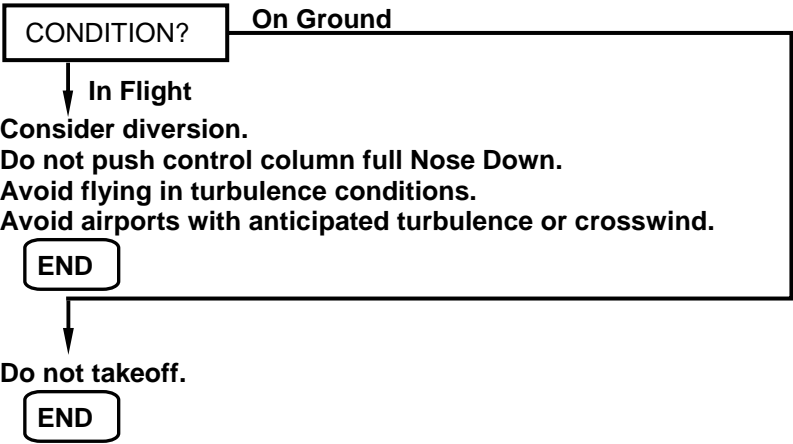 CONDITION?
On Ground
In Flight
Consider diversion.
Do not push control column full Nose Down.
Avoid flying in turbulence conditions.
Avoid airports with anticipated turbulence or crosswind.
END
Do not takeoff.
END